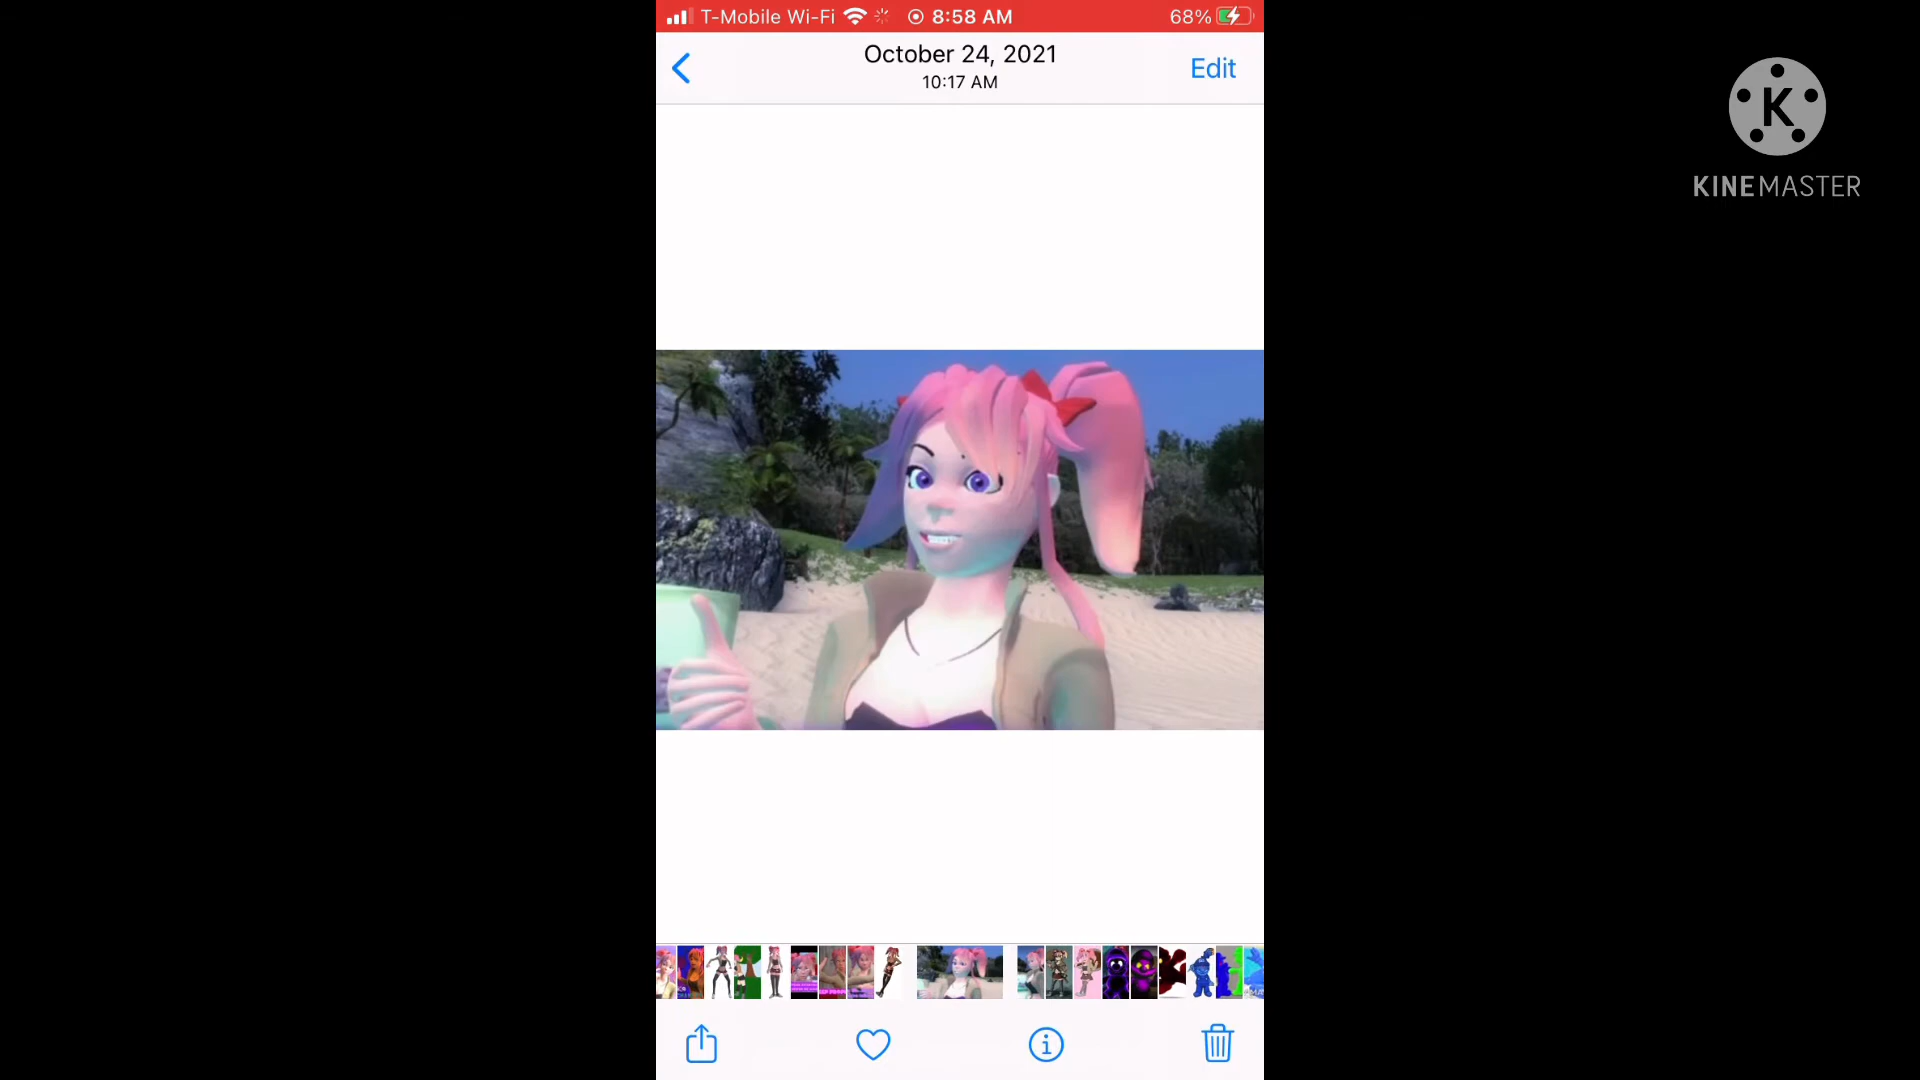 T-Mobile Wi-Fi 8:58 AM 68%
October 24, 2021
10:17 AM
Edit
K
KINEMASTER